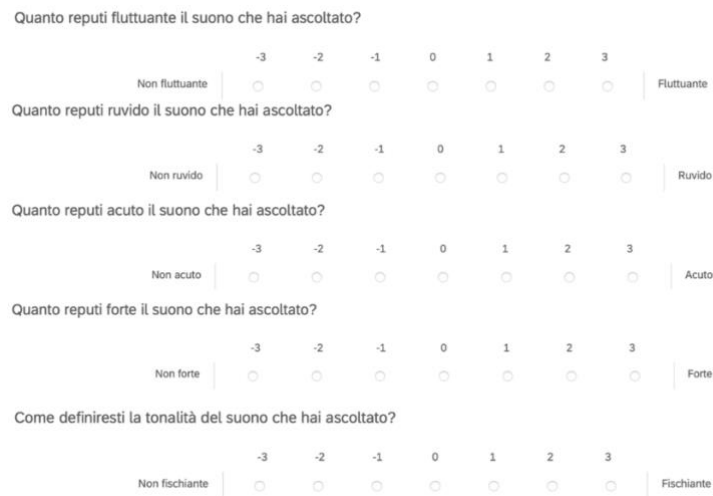 Quanto reputi fluttuante il suono che hai ascoltato?
-3 -2 -1 0 1 2 3
Non fluttuante Fluttuante
Quanto reputi ruvido il suono che hai ascoltato?
-3 -2 -1 0 1 2 3
Non ruvido Ruvido
Quanto reputi acuto il suono che hai ascoltato?
-3 -2 -1 0 1 2 3
Non acuto Acuto
Quanto reputi forte il suono che hai ascoltato?
-3 -2 -1 0 1 2 3
Non forte Forte
Come definiresti la tonalità del suono che hai ascoltato?
-3 -2 -1 0 1 2 3
Non fischiante Fischiante